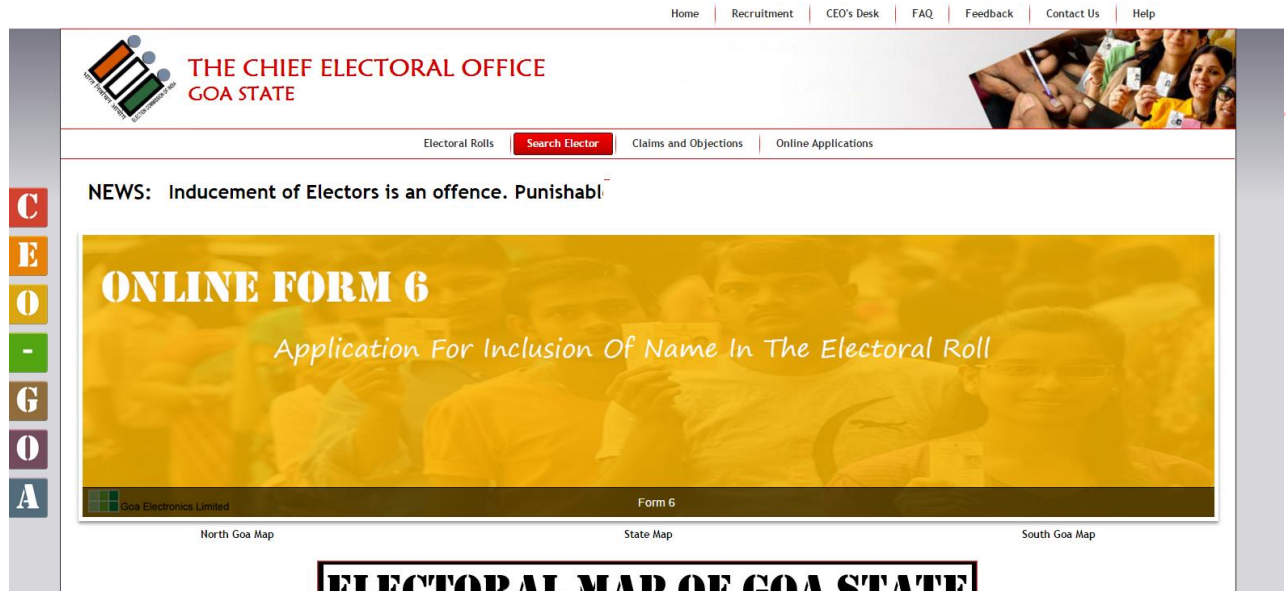 Home Recruitment CEO's Desk FAQ Feedback Contact Us Help
THE CHIEF ELECTORAL OFFICE
GOA STATE
Electoral Rolls Search Elector Claims and Objections Online Applications
NEWS: Inducement of Electors is an offence. Punishabl
C
E
O
-
G
O
A
ONLINE FORM 6
Application For Inclusion Of Name In The Electoral Roll
Goa Electronics Limited
Form 6
North Goa Map State Map South Goa Map
ELECTORAL MAP OF GOA STATE